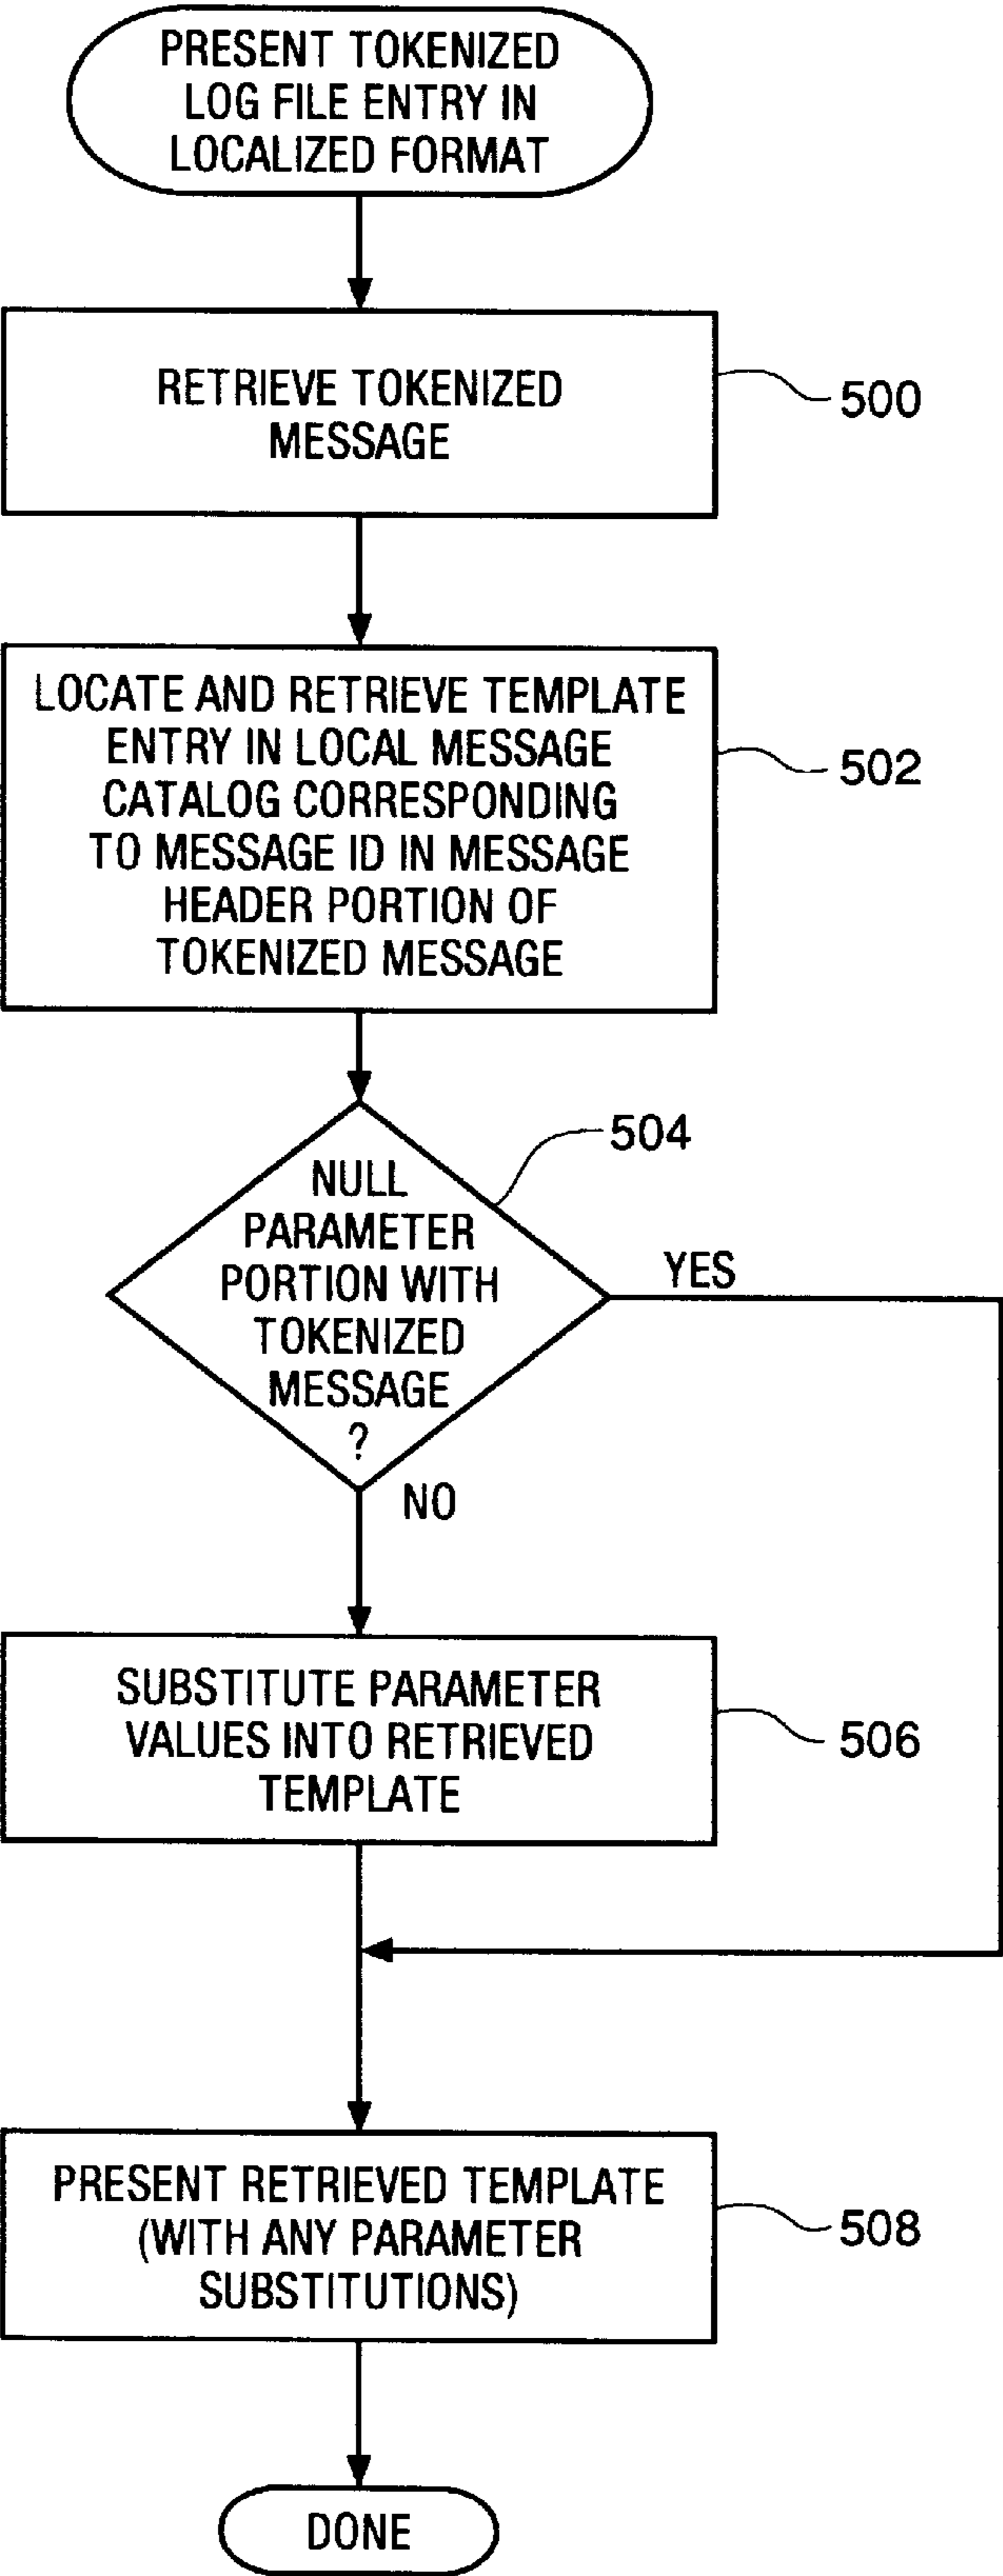 PRESENT TOKENIZED
LOG FILE ENTRY IN
LOCALIZED FORMAT
RETRIEVE TOKENIZED
MESSAGE
500
LOCATE AND RETRIEVE TEMPLATE
ENTRY IN LOCAL MESSAGE
CATALOG CORRESPONDING
TO MESSAGE ID IN MESSAGE
HEADER PORTION OF
TOKENIZED MESSAGE
502
504
NULL
PARAMETER
PORTION WITH
TOKENIZED
MESSAGE
?
YES
NO
SUBSTITUTE PARAMETER
VALUES INTO RETRIEVED
TEMPLATE
506
PRESENT RETRIEVED TEMPLATE
(WITH ANY PARAMETER
SUBSTITUTIONS)
508
DONE